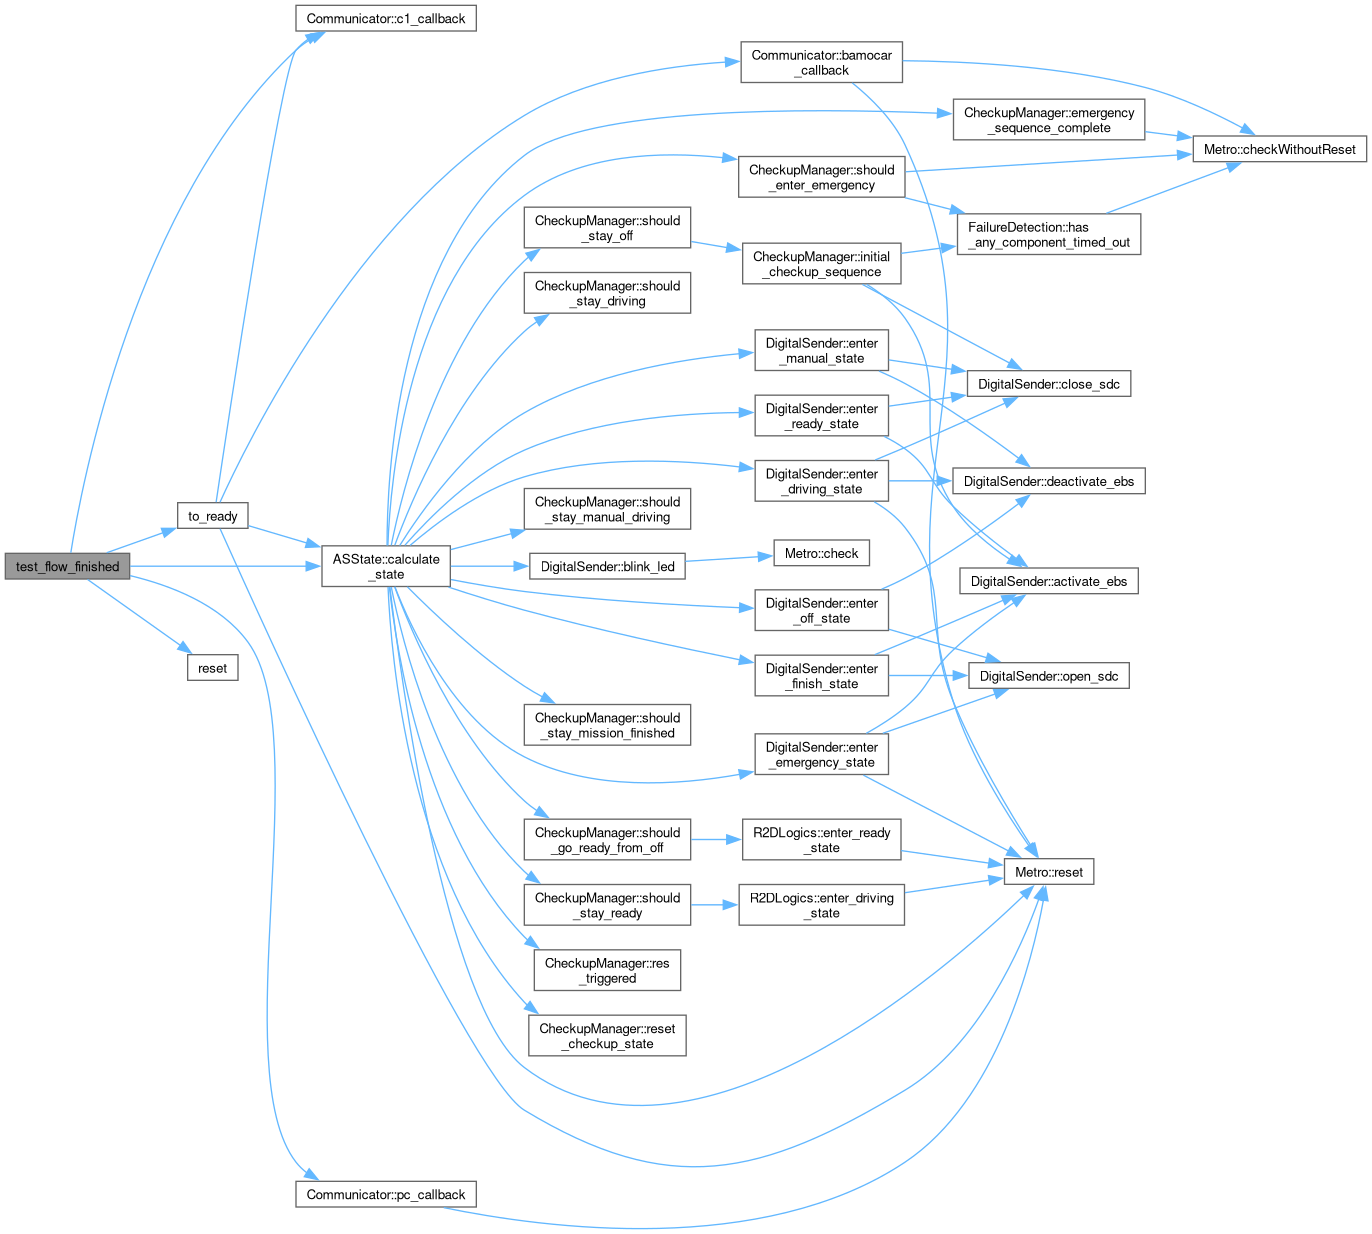 Communicator::c1_callback
Communicator::bamocar
_callback
CheckupManager::emergency
_sequence_complete
Metro::checkWithoutReset
CheckupManager::should
_enter_emergency
CheckupManager::should
_stay_off
FailureDetection::has
_any_component_timed_out
CheckupManager::initial
_checkup_sequence
CheckupManager::should
_stay_driving
DigitalSender::enter
_manual_state
DigitalSender::close_sdc
DigitalSender::enter
_ready_state
DigitalSender::enter
_driving_state
DigitalSender::deactivate_ebs
to_ready
CheckupManager::should
_stay_manual_driving
test_flow_finished
ASState::calculate
_state
DigitalSender::blink_led
Metro::check
DigitalSender::activate_ebs
DigitalSender::enter
_off_state
reset
DigitalSender::enter
_finish_state
DigitalSender::open_sdc
CheckupManager::should
_stay_mission_finished
DigitalSender::enter
_emergency_state
CheckupManager::should
_go_ready_from_off
R2DLogics::enter_ready
_state
Metro::reset
CheckupManager::should
_stay_ready
R2DLogics::enter_driving
_state
CheckupManager::res
_triggered
CheckupManager::reset
_checkup_state
Communicator::pc_callback